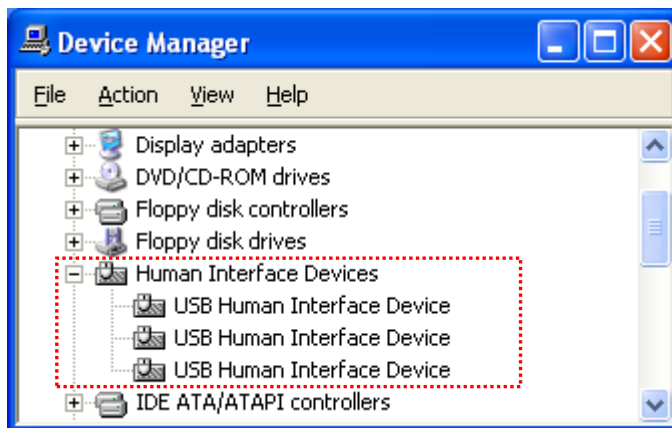 Device Manager
File Action View Help
Display adapters
DVD/CD-ROM drives
Floppy disk controllers
Floppy disk drives
Human Interface Devices
USB Human Interface Device
USB Human Interface Device
USB Human Interface Device
IDE ATA/ATAPI controllers